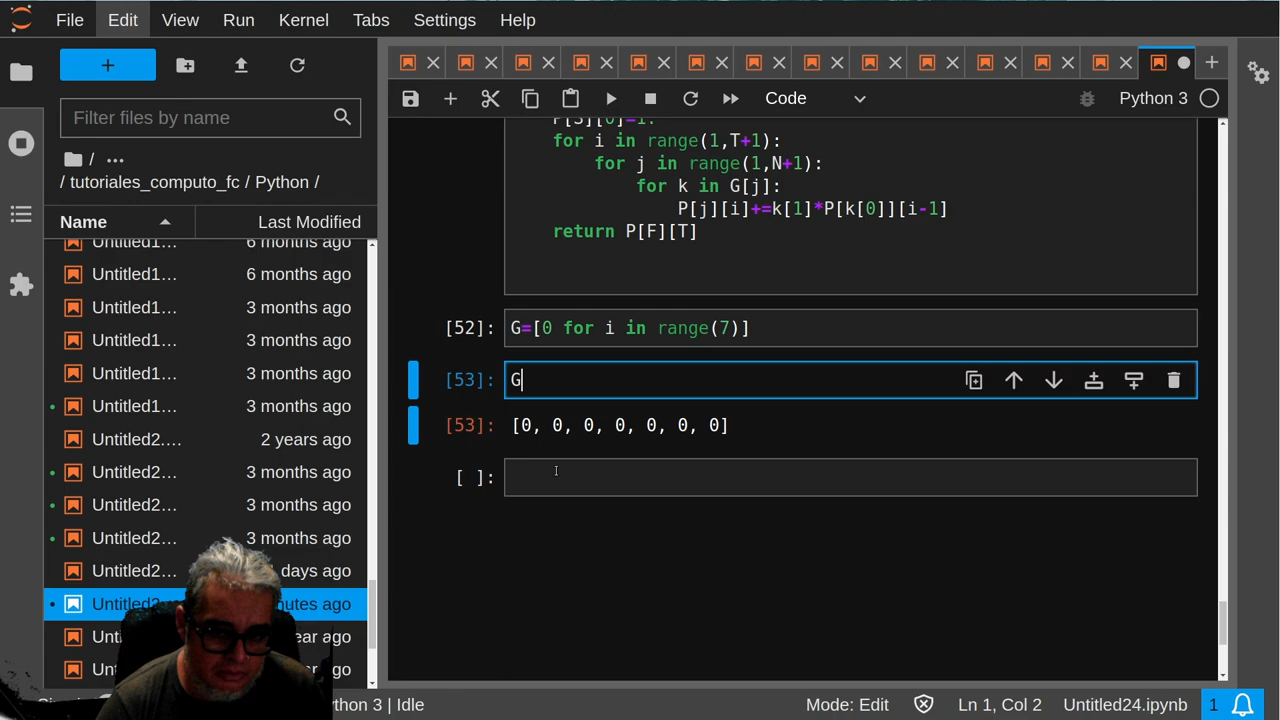 File Edit View Run Kernel Tabs Settings Help
Filter files by name
/ ...
/ tutoriales_computo_fc / Python /
Name Last Modified
Untitled1… 6 months ago
Untitled1… 6 months ago
Untitled1… 3 months ago
Untitled1… 3 months ago
Untitled1… 3 months ago
Untitled1… 3 months ago
Untitled2.… 2 years ago
Untitled2… 3 months ago
Untitled2… 3 months ago
Untitled2… 3 months ago
Untitled2… days ago
ago
ago
ago
Code
Python 3
P[S][0]=1.
for i in range(1,T+1):
for j in range(1,N+1):
for k in G[j]:
P[j][i]+=k[1]*P[k[0]][i-1]
return P[F][T]
[52]: G=[0 for i in range(7)]
[53]: G
[53]: [0, 0, 0, 0, 0, 0, 0]
[ ]:
3 | Idle
Mode: Edit
Ln 1, Col 2
Untitled24.ipynb
1